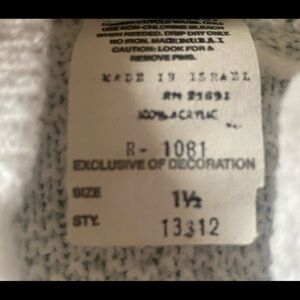 USE NON-CHLORINE BLEACH
WHEN NEEDED. DRIP DRY ONLY.
NO IRON. MADE IN U.S.A.
CAUTION: LOOK FOR &
REMOVE PINS.
MADE IN ISRAEL
RN
100% ACRYLIC
R- 1081
EXCLUSIVE OF DECORATION
SIZE 1½
STY. 13312